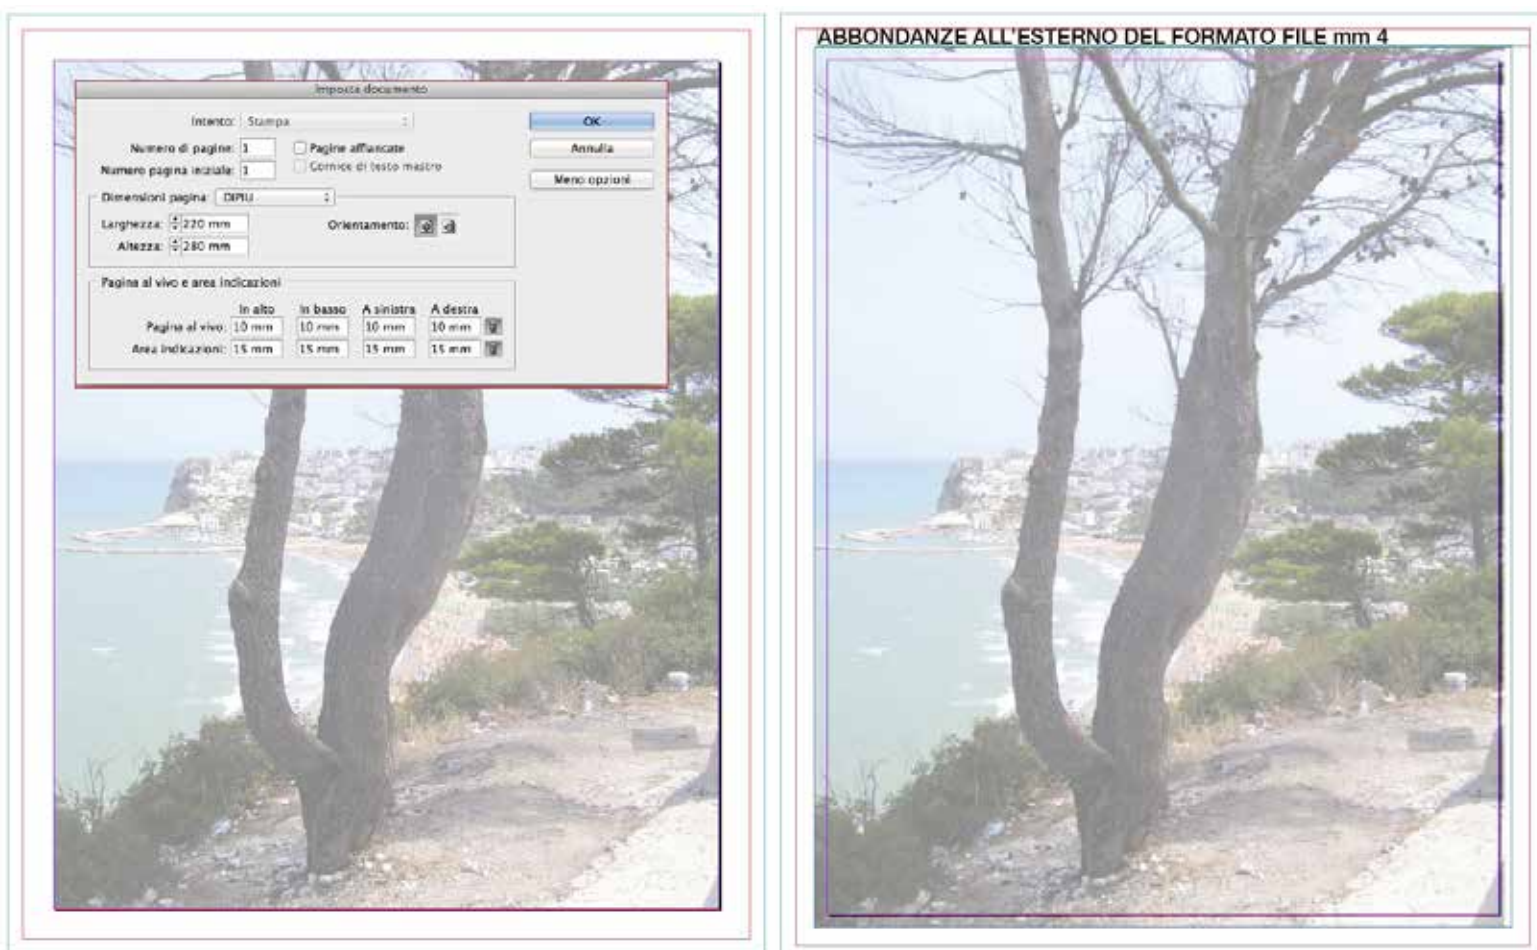 ABBONDANZE ALL'ESTERNO DEL FORMATO FILE mm 4
Imposta documento
Intento: Stampa
OK
Numero di pagine: 1
Pagine affiancate
Annulla
Numero pagina iniziale: 1
Cornice di testo mastro
Meno opzioni
Dimensioni pagina: DIPIU
Larghezza: 220 mm
Orientamento:
Altezza: 280 mm
Pagina al vivo e area indicazioni
In alto In basso A sinistra A destra
Pagina al vivo: 10 mm 10 mm 10 mm 10 mm
Area indicazioni: 15 mm 15 mm 15 mm 15 mm